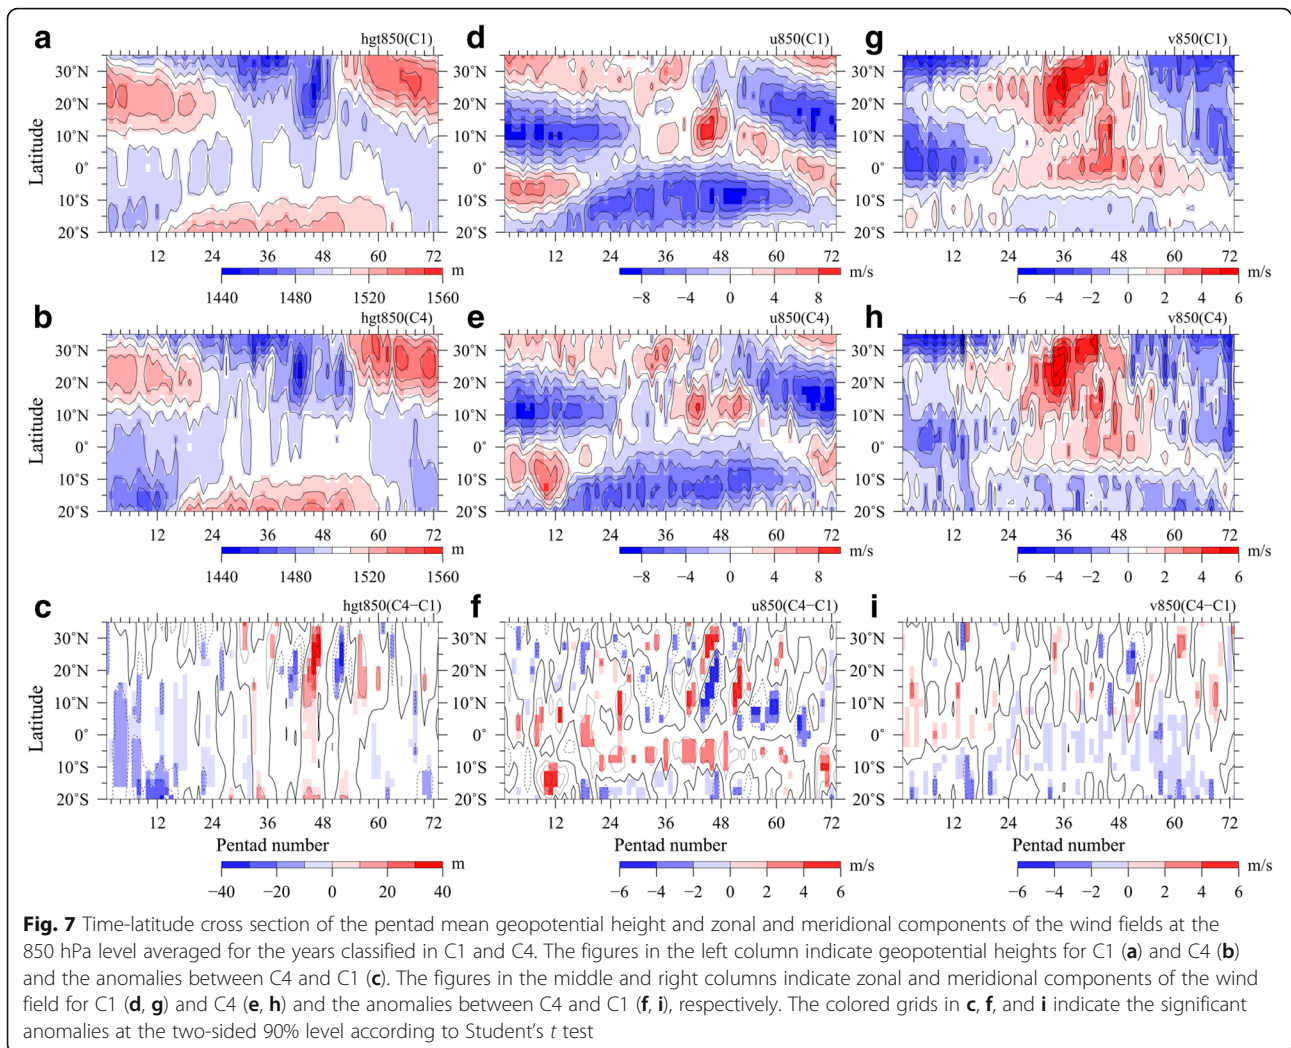 a
hgt850(C1)
d
u850(C1)
g
v850(C1)
30°N
20°N
10°N
0°
10°S
20°S
Latitude
12 24 36 48 60 72
m
1440 1480 1520 1560
30°N
20°N
10°N
0°
10°S
20°S
12 24 36 48 60 72
m/s
−8 −4 0 4 8
30°N
20°N
10°N
0°
10°S
20°S
12 24 36 48 60 72
m/s
−6 −4 −2 0 2 4 6
b
hgt850(C4)
e
u850(C4)
h
v850(C4)
30°N
20°N
10°N
0°
10°S
20°S
Latitude
12 24 36 48 60 72
m
1440 1480 1520 1560
30°N
20°N
10°N
0°
10°S
20°S
12 24 36 48 60 72
m/s
−8 −4 0 4 8
30°N
20°N
10°N
0°
10°S
20°S
12 24 36 48 60 72
m/s
−6 −4 −2 0 2 4 6
c
hgt850(C4−C1)
f
u850(C4−C1)
i
v850(C4−C1)
30°N
20°N
10°N
0°
10°S
20°S
Latitude
12 24 36 48 60 72
Pentad number
m
−40 −20 0 20 40
30°N
20°N
10°N
0°
10°S
20°S
12 24 36 48 60 72
Pentad number
m/s
−6 −4 −2 0 2 4 6
30°N
20°N
10°N
0°
10°S
20°S
12 24 36 48 60 72
Pentad number
m/s
−6 −4 −2 0 2 4 6
Fig. 7 Time-latitude cross section of the pentad mean geopotential height and zonal and meridional components of the wind fields at the
850 hPa level averaged for the years classified in C1 and C4. The figures in the left column indicate geopotential heights for C1 (a) and C4 (b)
and the anomalies between C4 and C1 (c). The figures in the middle and right columns indicate zonal and meridional components of the wind
field for C1 (d, g) and C4 (e, h) and the anomalies between C4 and C1 (f, i), respectively. The colored grids in c, f, and i indicate the significant
anomalies at the two-sided 90% level according to Student's t test